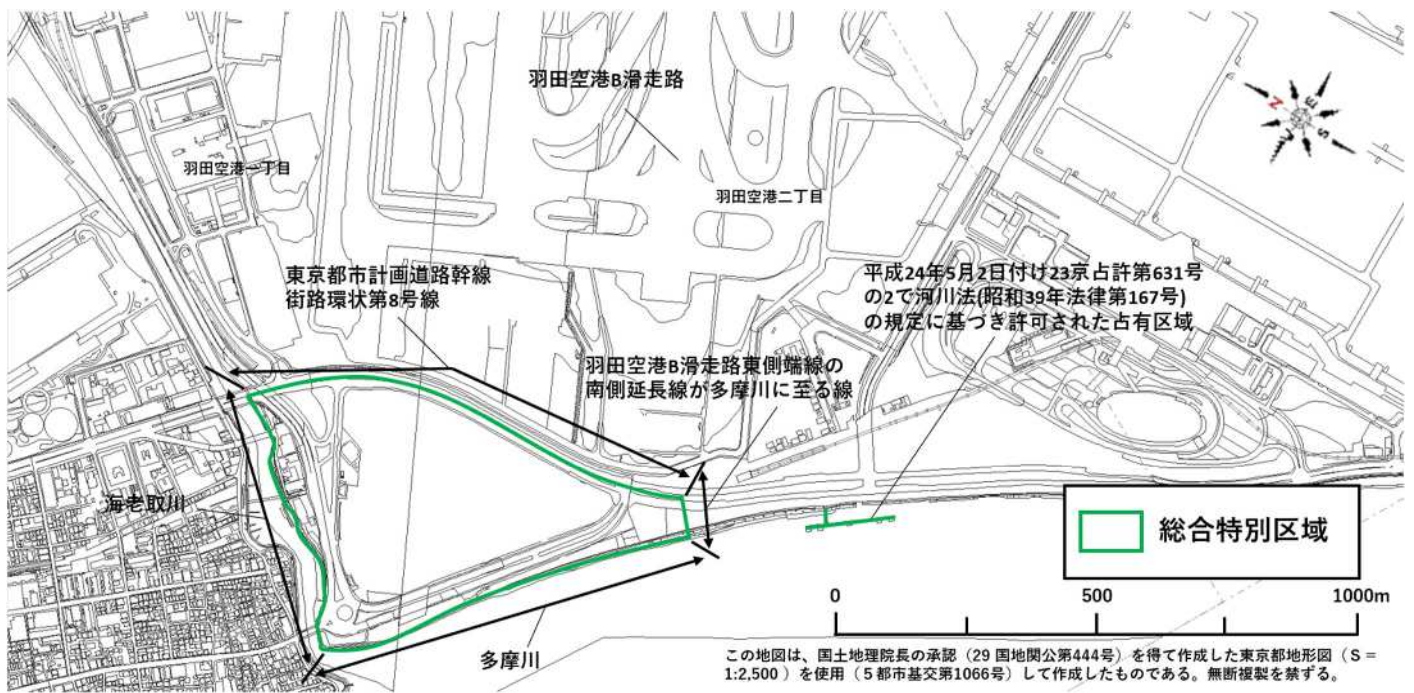 羽田空港B滑走路
羽田空港一丁目
羽田空港二丁目
東京都市計画道路幹線
街路環状第8号線
平成24年5月2日付け23京占許第631号
の2で河川法(昭和39年法律第167号)
の規定に基づき許可された占有区域
羽田空港B滑走路東側端線の
南側延長線が多摩川に至る線
海老取川
多摩川
総合特別区域
0 500 1000m
この地図は、国土地理院長の承認（29 国地関公第444号）を得て作成した東京都地形図（S＝
1:2,500 ）を使用（５都市基交第1066号）して作成したものである。無断複製を禁ずる。
N
E
S